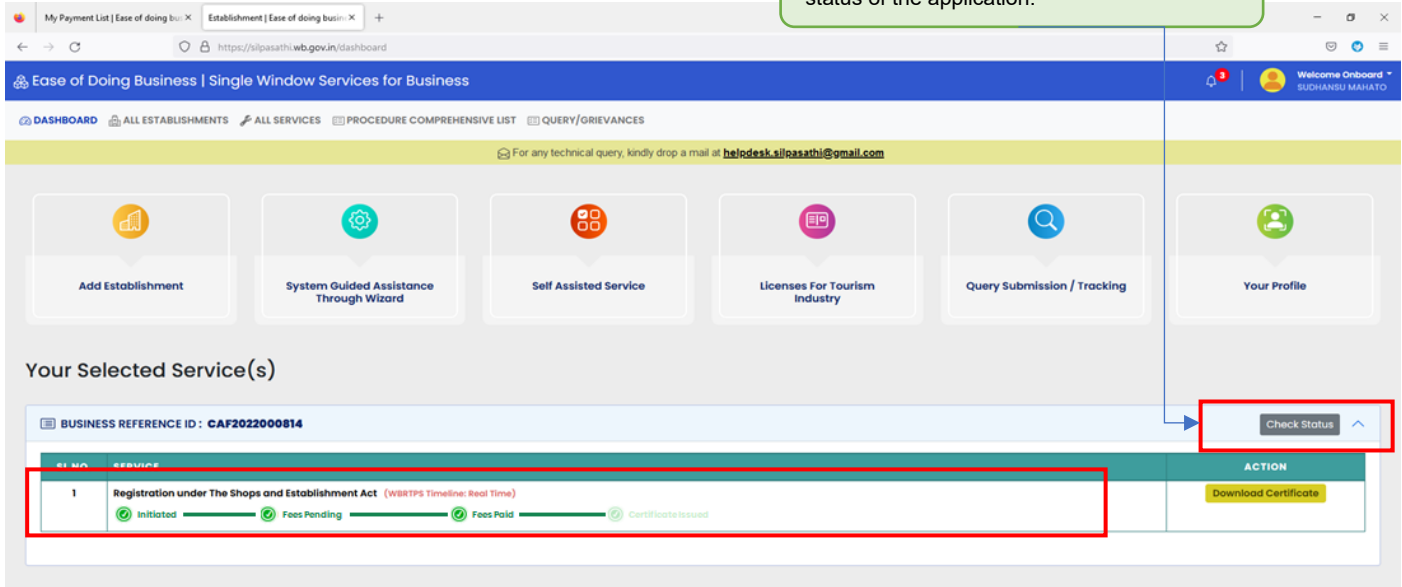 status of the application.
My Payment List | Ease of doing bus
Establishment | Ease of doing busin
https://silpasathi.wb.gov.in/dashboard
Ease of Doing Business | Single Window Services for Business
3
Welcome Onboard
SUDHANSU MAHATO
DASHBOARD ALL ESTABLISHMENTS ALL SERVICES PROCEDURE COMPREHENSIVE LIST QUERY/GRIEVANCES
For any technical query, kindly drop a mail at helpdesk.silpasathi@gmail.com
Add Establishment
System Guided Assistance
Through Wizard
Self Assisted Service
Licenses For Tourism
Industry
Query Submission / Tracking
Your Profile
Your Selected Service(s)
BUSINESS REFERENCE ID : CAF2022000814
Check Status
SL NO SERVICE ACTION
1 Registration under The Shops and Establishment Act (WBRTPS Timeline: Real Time) Download Certificate
Initiated Fees Pending Fees Paid Certificate Issued